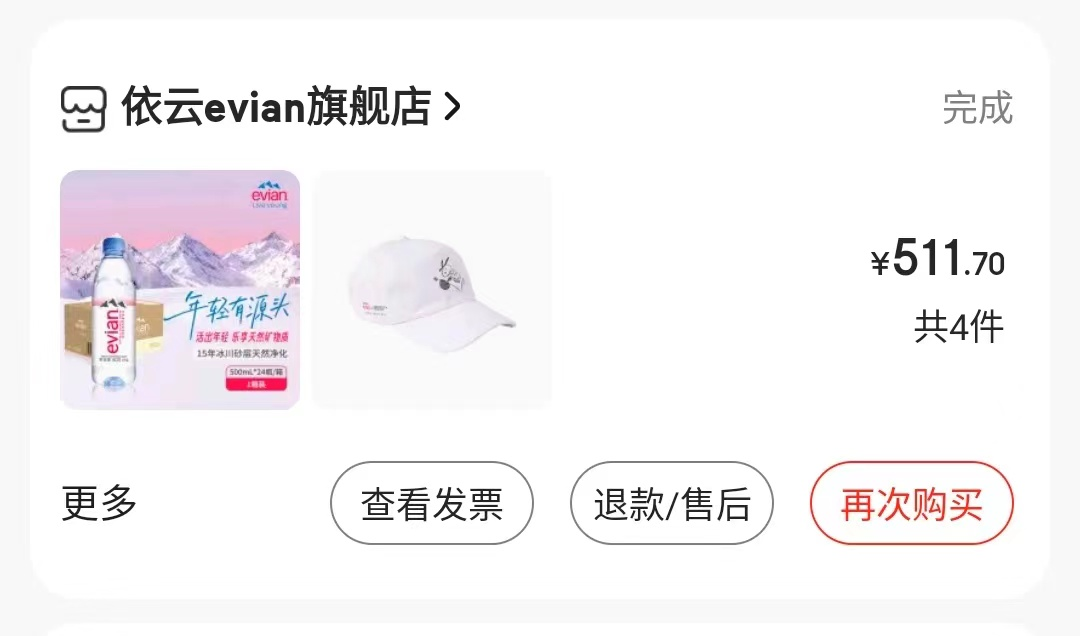 依云evian旗舰店
完成
evian
Live young
年轻有源头
活出年轻 乐享天然矿物质
15年冰川砂层天然净化
500mL*24瓶/箱
evian
¥511.70
共4件
更多
查看发票
退款/售后
再次购买